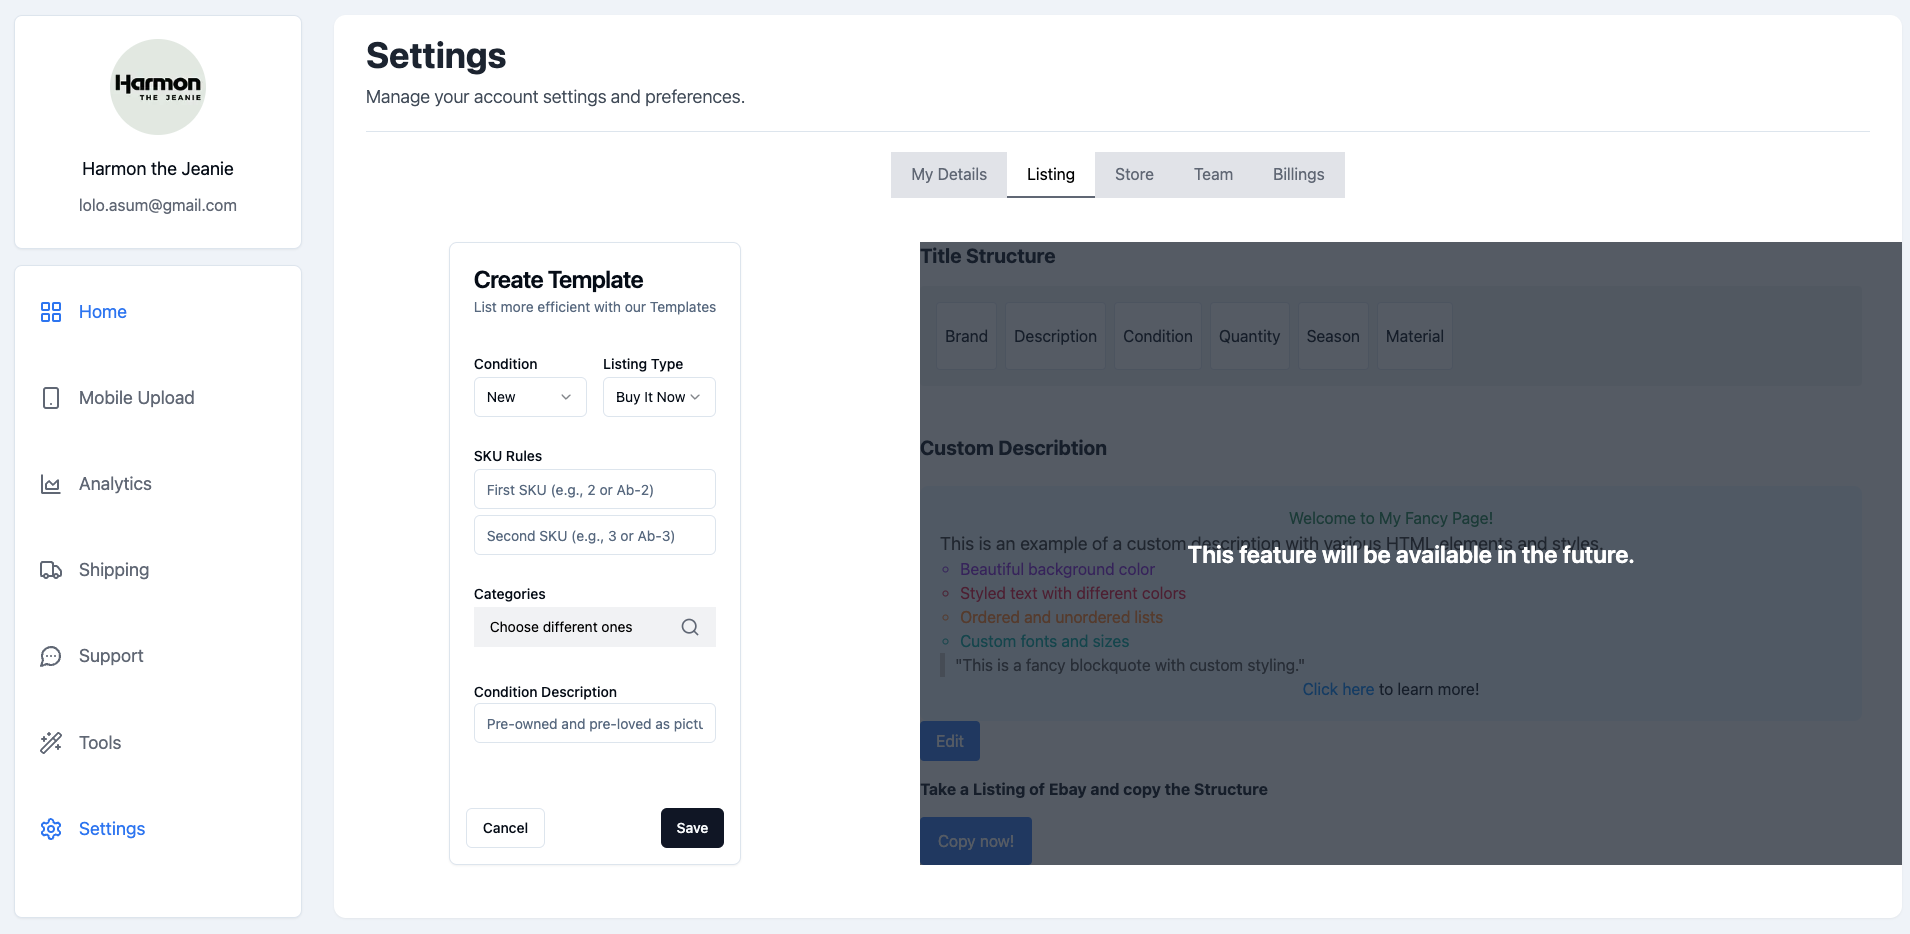 Harmon
THE JEANIE
Harmon the Jeanie
lolo.asum@gmail.com
Home
Mobile Upload
Analytics
Shipping
Support
Tools
Settings
Settings
Manage your account settings and preferences.
My Details Listing Store Team Billings
Create Template
List more efficient with our Templates
Condition Listing Type
New Buy It Now
SKU Rules
First SKU (e.g., 2 or Ab-2)
Second SKU (e.g., 3 or Ab-3)
Categories
Choose different ones
Condition Description
Pre-owned and pre-loved as pictu
Cancel Save
Title Structure
Brand Description Condition Quantity Season Material
Custom Describtion
Welcome to My Fancy Page!
This is an example of a custom description with various HTML elements and styles.
This feature will be available in the future.
Beautiful background color
Styled text with different colors
Ordered and unordered lists
Custom fonts and sizes
"This is a fancy blockquote with custom styling."
Click here to learn more!
Edit
Take a Listing of Ebay and copy the Structure
Copy now!